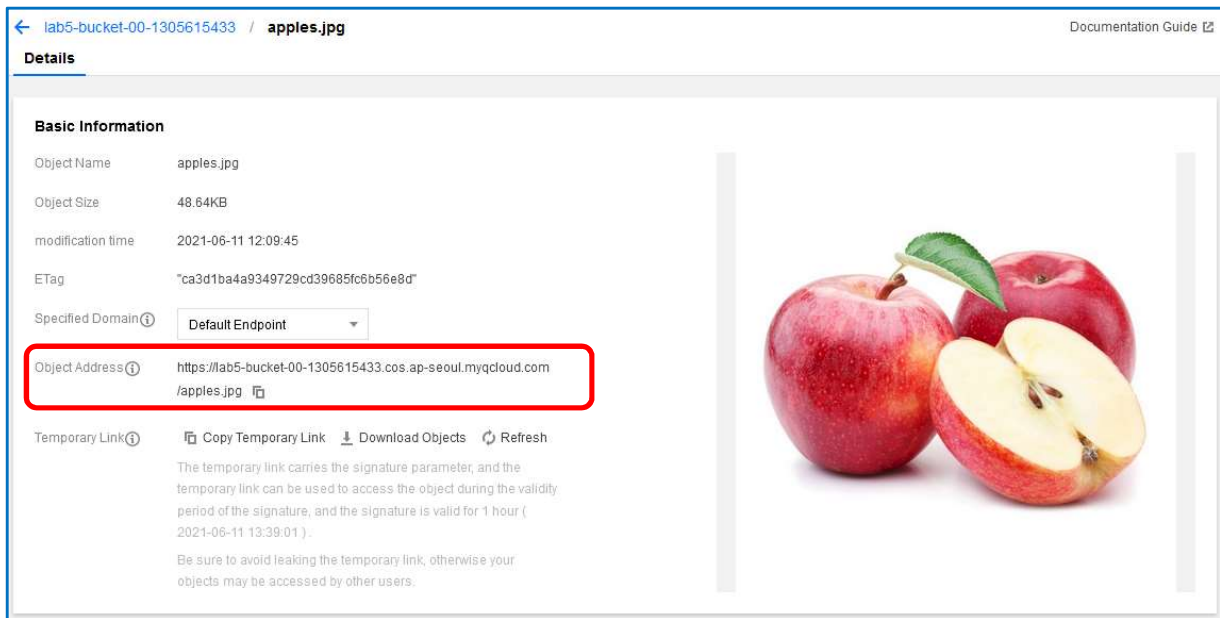 lab5-bucket-00-1305615433 / apples.jpg
Documentation Guide
Details
Basic Information
Object Name apples.jpg
Object Size 48.64KB
modification time 2021-06-11 12:09:45
ETag "ca3d1ba4a9349729cd39685fc6b56e8d"
Specified Domain Default Endpoint
Object Address https://lab5-bucket-00-1305615433.cos.ap-seoul.myqcloud.com
/apples.jpg
Temporary Link Copy Temporary Link Download Objects Refresh
The temporary link carries the signature parameter, and the
temporary link can be used to access the object during the validity
period of the signature, and the signature is valid for 1 hour (
2021-06-11 13:39:01 ) .
Be sure to avoid leaking the temporary link, otherwise your
objects may be accessed by other users.